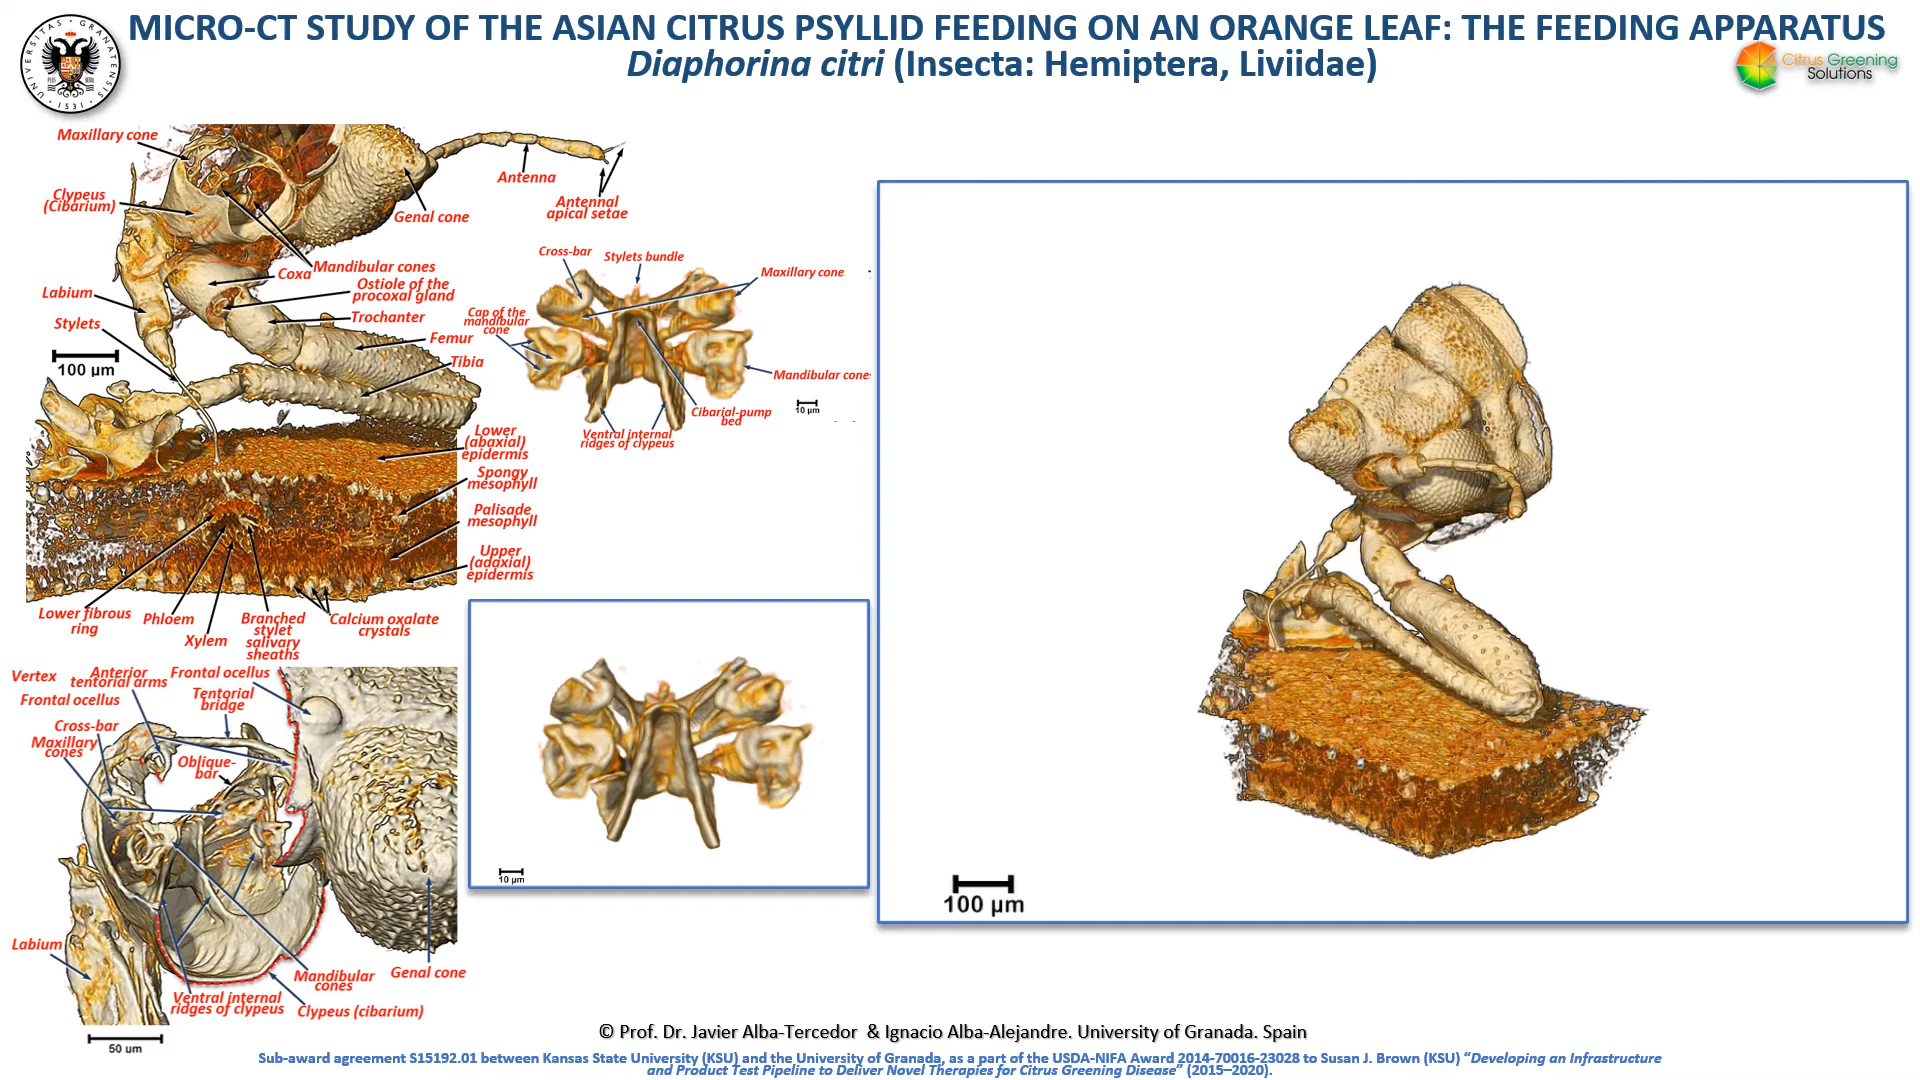 MICRO-CT STUDY OF THE ASIAN CITRUS PSYLLID FEEDING ON AN ORANGE LEAF: THE FEEDING APPARATUS
Diaphorina citri (Insecta: Hemiptera, Liviidae)
UNIVERSITAS GRANATENSIS
1531
Citrus Greening
Solutions
Maxillary cone
Clypeus
(Cibarium)
Antenna
Antennal
apical setae
Genal cone
Mandibular cones
Coxa
Ostiole of the
procoxal gland
Labium
Trochanter
Stylets
Femur
Tibia
100 µm
Lower
(abaxial)
epidermis
Spongy
mesophyll
Palisade
mesophyll
Upper
(adaxial)
epidermis
Lower fibrous
ring
Phloem
Xylem
Branched
stylet
salivary
sheaths
Calcium oxalate
crystals
Cross-bar
Stylets bundle
Maxillary cone
Cap of the
mandibular
cone
Mandibular cone
Cibarial-pump
bed
Ventral internal
ridges of clypeus
10 µm
Vertex
Anterior
tentorial arms
Frontal ocellus
Frontal ocellus
Tentorial
bridge
Cross-bar
Maxillary
cones
Oblique-
bar
Labium
Mandibular
cones
Genal cone
Ventral internal
ridges of clypeus
Clypeus (cibarium)
50 µm
10 µm
100 µm
© Prof. Dr. Javier Alba-Tercedor & Ignacio Alba-Alejandre. University of Granada. Spain
Sub-award agreement S15192.01 between Kansas State University (KSU) and the University of Granada, as a part of the USDA-NIFA Award 2014-70016-23028 to Susan J. Brown (KSU) “Developing an Infrastructure
and Product Test Pipeline to Deliver Novel Therapies for Citrus Greening Disease” (2015–2020).